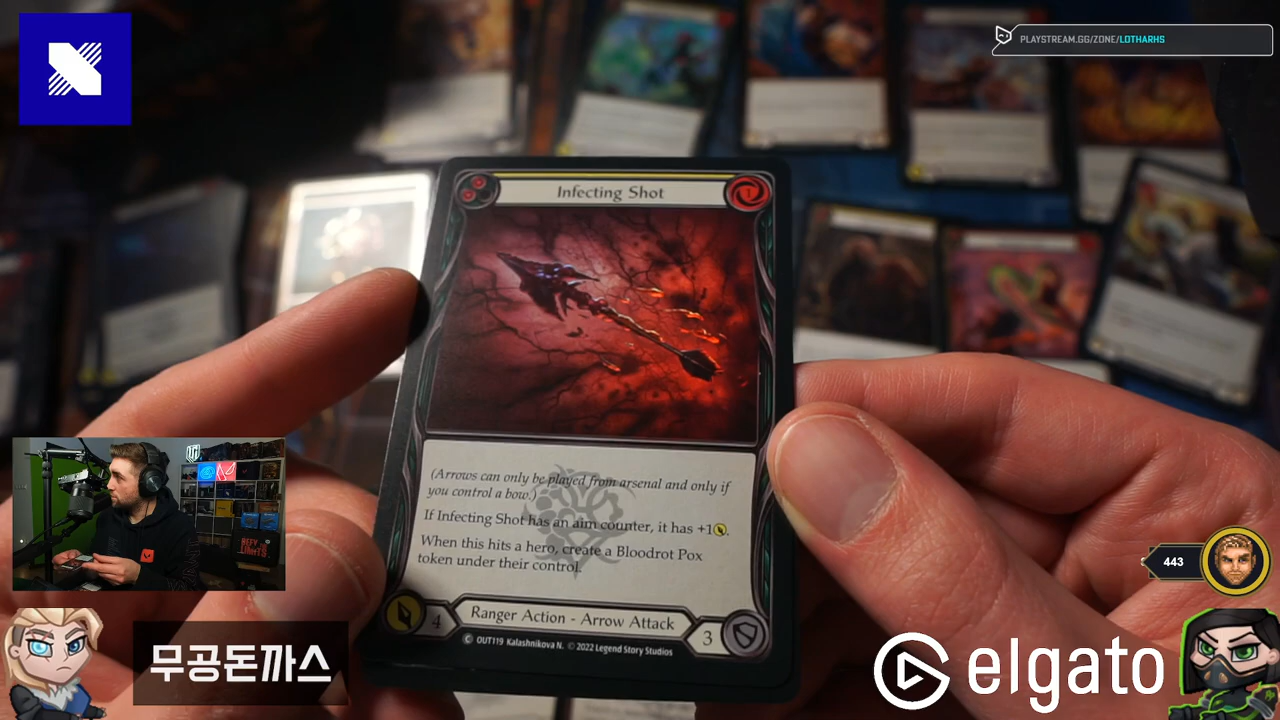 PLAYSTREAM.GG/ZONE/LOTHARHS
Infecting Shot
1
(Arrows can only be played from arsenal and only if
you control a bow.)
If Infecting Shot has an aim counter, it has +1
When this hits a hero, create a Bloodrot Pox
token under their control.
4
Ranger Action - Arrow Attack
3
C OUT119 Kalashnikova N. © 2022 Legend Story Studios
443
무공돈까스
elgato